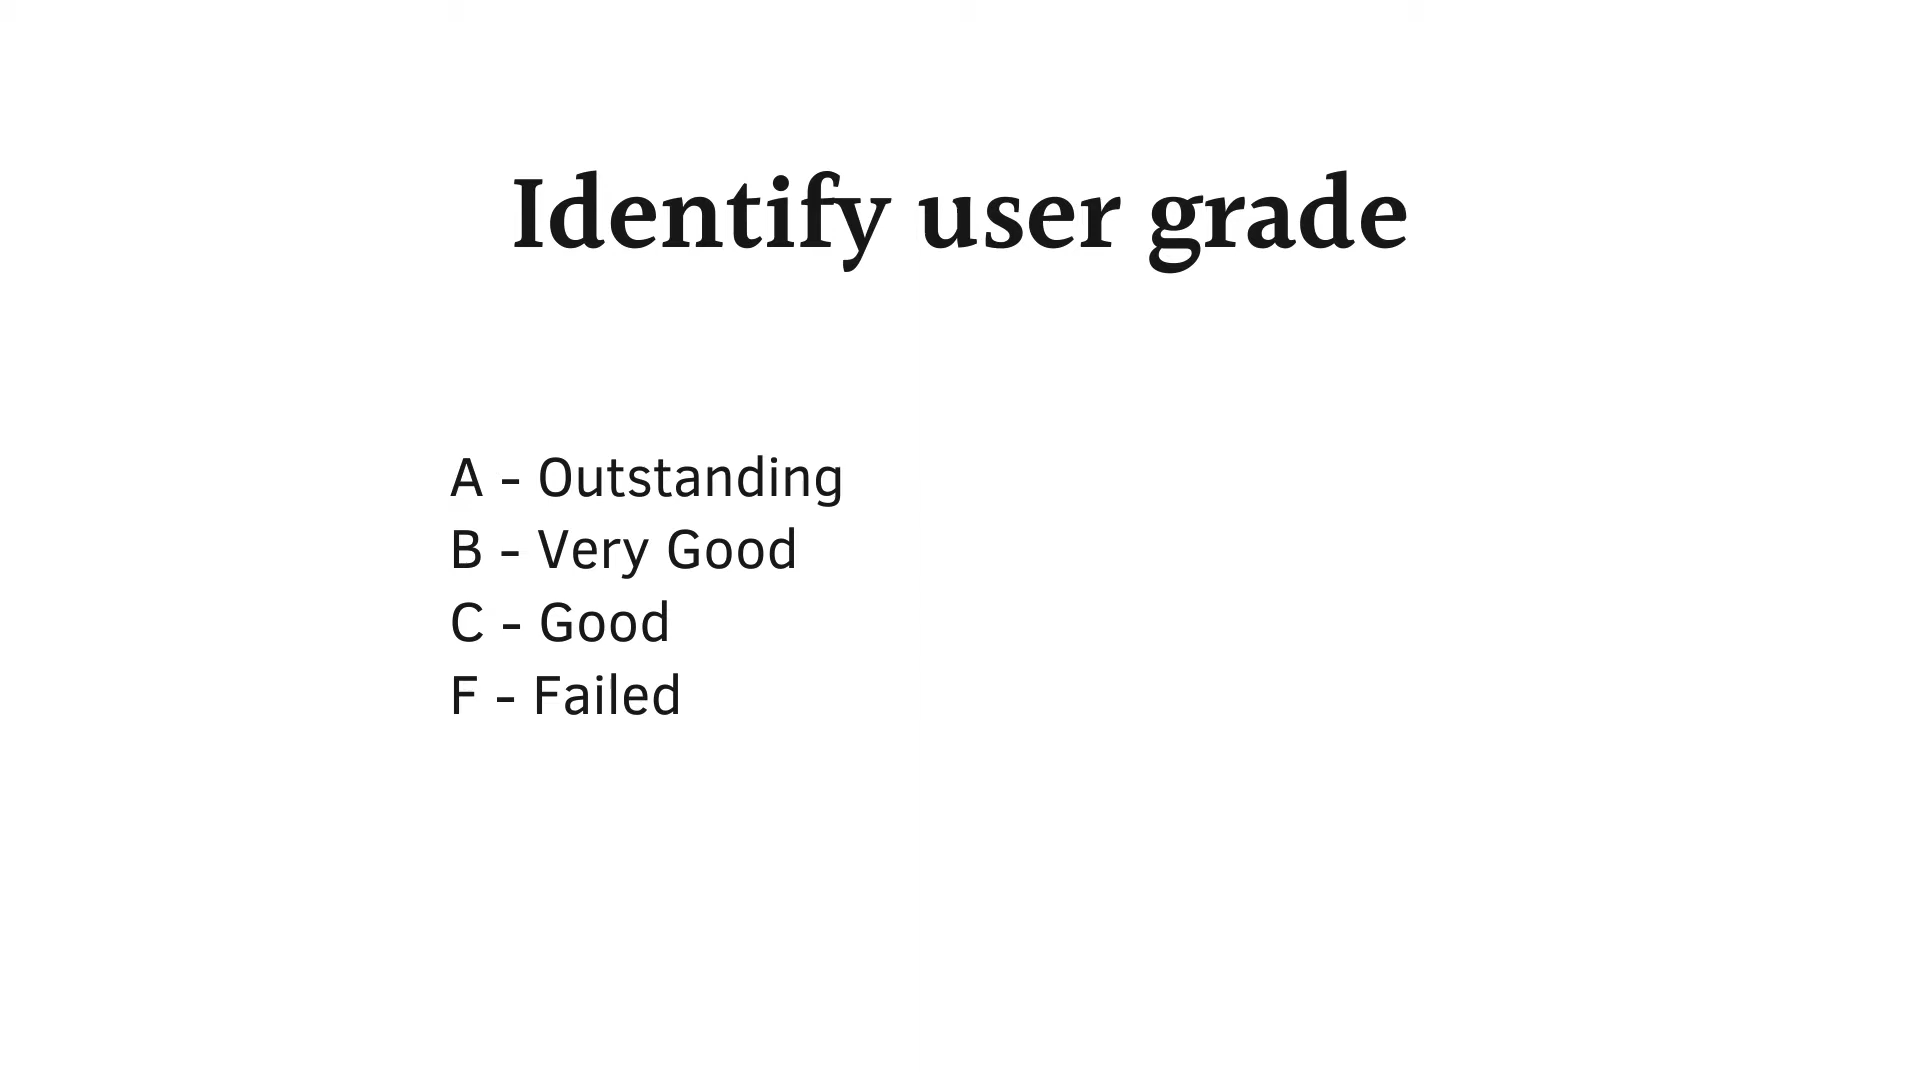 Identify user grade
A - Outstanding
B - Very Good
C - Good
F - Failed